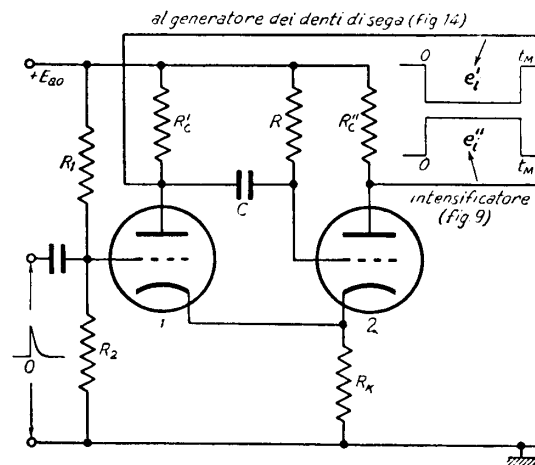 al generatore dei denti di sega (fig 14)
+Eao
R'c
R
R"c
0
tM
e'i
e"i
0
tM
R1
C
intensificatore
(fig 9)
1
2
R2
RK
0